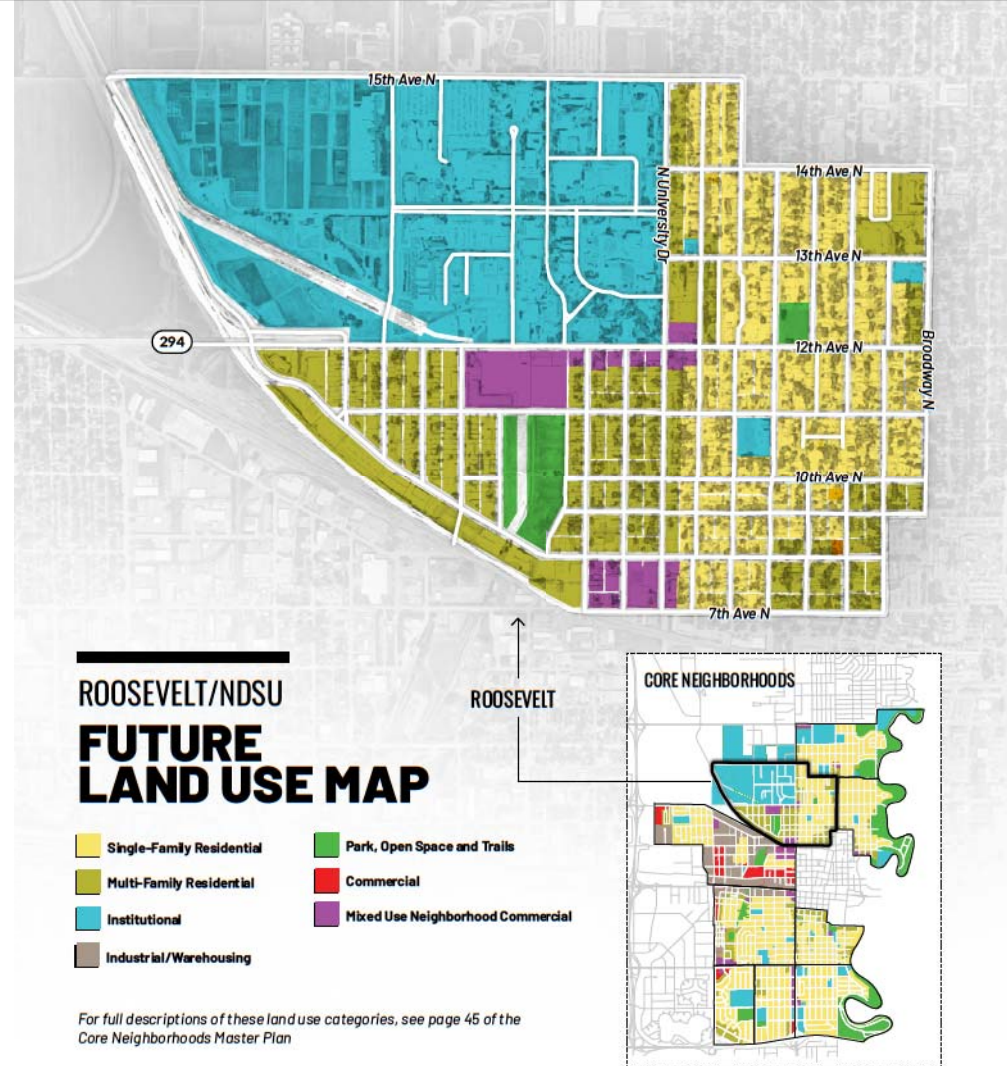 15th Ave N
14th Ave N
N University Dr
13th Ave N
294
12th Ave N
Broadway N
10th Ave N
7th Ave N
ROOSEVELT/NDSU
FUTURE
LAND USE MAP
ROOSEVELT
CORE NEIGHBORHOODS
Single-Family Residential
Multi-Family Residential
Institutional
Industrial/Warehousing
Park, Open Space and Trails
Commercial
Mixed Use Neighborhood Commercial
For full descriptions of these land use categories, see page 45 of the
Core Neighborhoods Master Plan